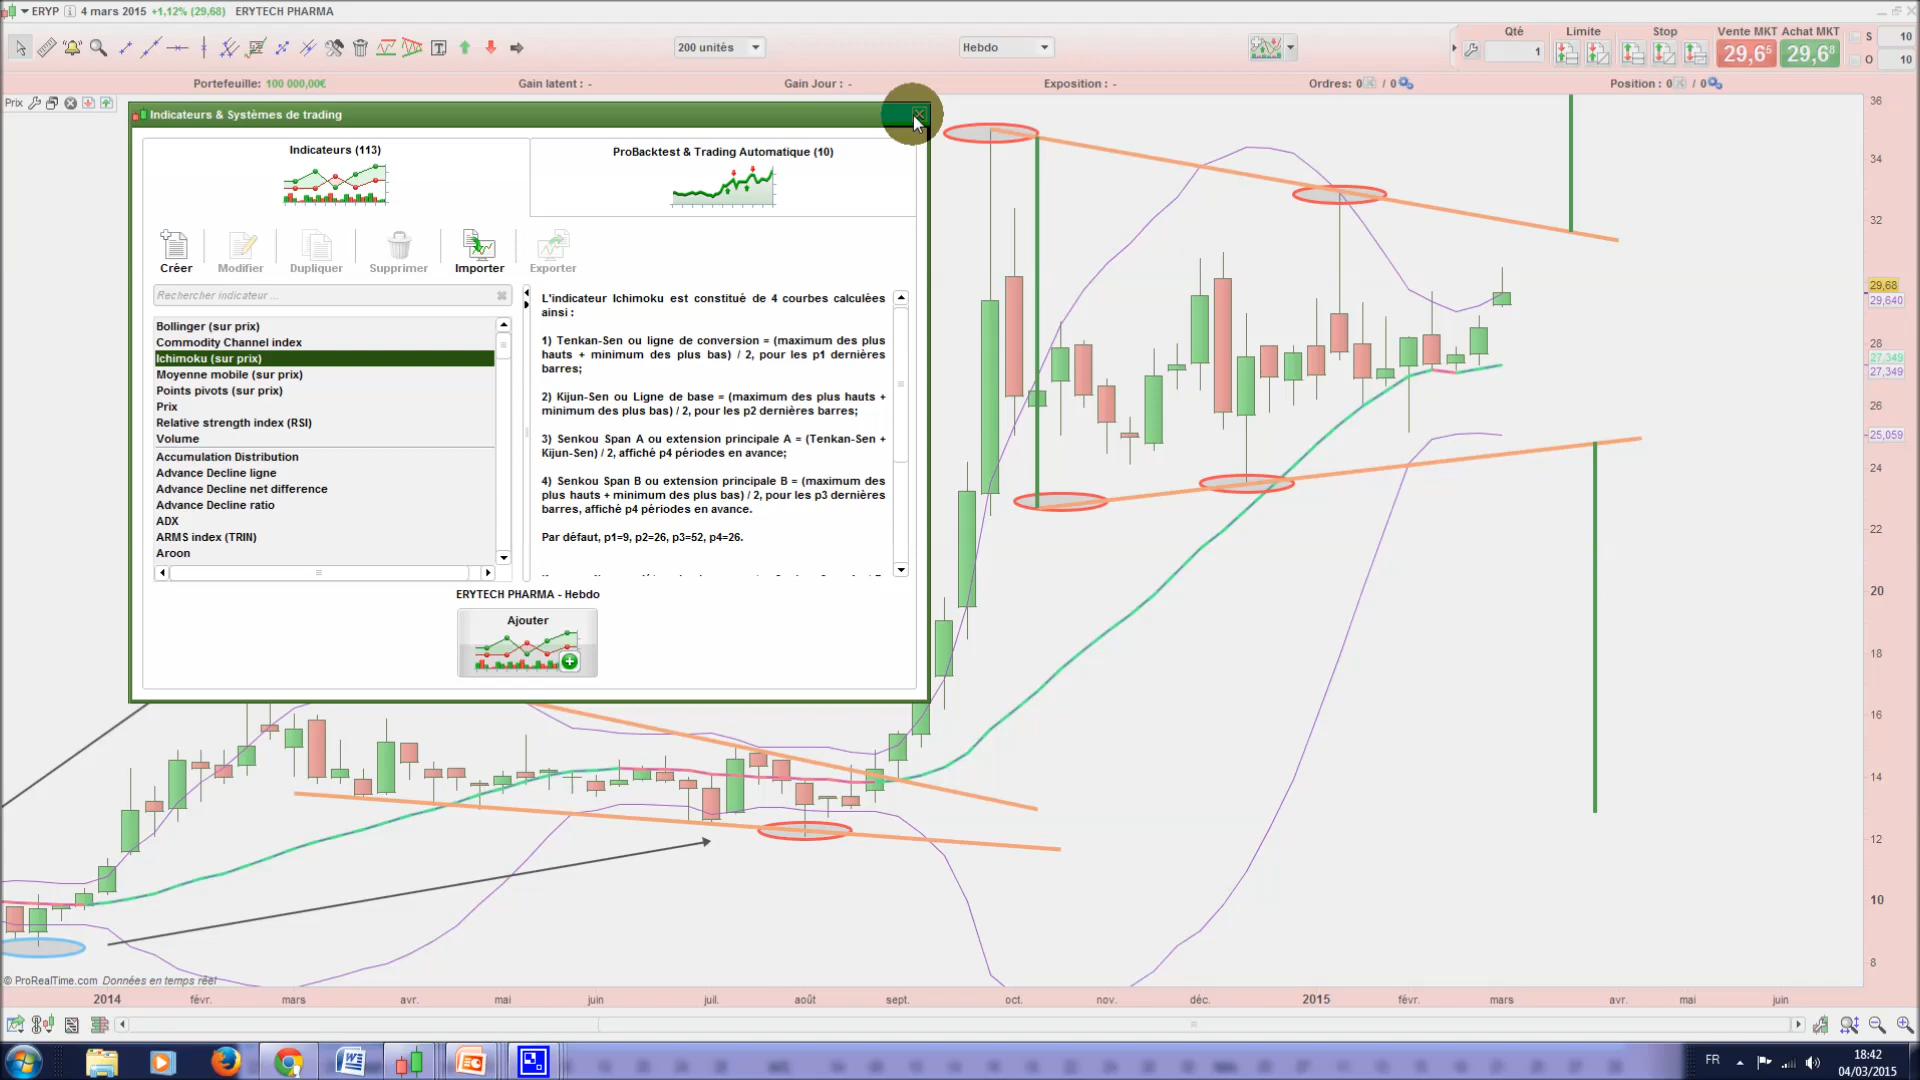 ERYP 4 mars 2015 +1,12% (29,68) ERYTECH PHARMA
200 unités
Hebdo
Qté
1
Limite
Stop
Vente MKT
29,6⁵
Achat MKT
29,6⁸
S 10
O 10
Portefeuille: 100 000,00€
Gain latent : -
Gain Jour : -
Exposition : -
Ordres: 0 / 0
Position : 0 / 0
Prix
Indicateurs & Systèmes de trading
Indicateurs (113)
ProBacktest & Trading Automatique (10)
Créer
Modifier
Dupliquer
Supprimer
Importer
Exporter
Rechercher indicateur ...
Bollinger (sur prix)
Commodity Channel index
Ichimoku (sur prix)
Moyenne mobile (sur prix)
Points pivots (sur prix)
Prix
Relative strength index (RSI)
Volume
Accumulation Distribution
Advance Decline ligne
Advance Decline net difference
Advance Decline ratio
ADX
ARMS index (TRIN)
Aroon
L'indicateur Ichimoku est constitué de 4 courbes calculées
ainsi :
1) Tenkan-Sen ou ligne de conversion = (maximum des plus
hauts + minimum des plus bas) / 2, pour les p1 dernières
barres;
2) Kijun-Sen ou Ligne de base = (maximum des plus hauts +
minimum des plus bas) / 2, pour les p2 dernières barres;
3) Senkou Span A ou extension principale A = (Tenkan-Sen +
Kijun-Sen) / 2, affiché p4 périodes en avance;
4) Senkou Span B ou extension principale B = (maximum des
plus hauts + minimum des plus bas) / 2, pour les p3 dernières
barres, affiché p4 périodes en avance.
Par défaut, p1=9, p2=26, p3=52, p4=26.
ERYTECH PHARMA - Hebdo
Ajouter
36
34
32
29,68
29,640
28
27,349
27,349
26
25,059
24
22
20
18
16
14
12
10
8
© ProRealTime.com Données en temps réel
2014 févr. mars avr. mai juin juil. août sept. oct. nov. déc. 2015 févr. mars avr. mai juin
FR
18:42
04/03/2015